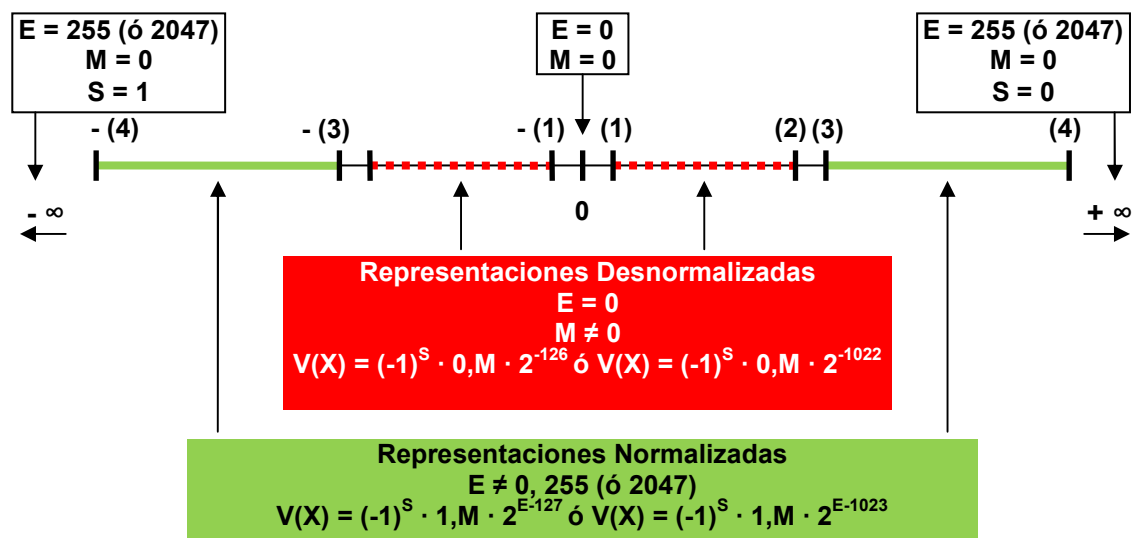 E = 255 (ó 2047)
M = 0
S = 1
E = 0
M = 0
E = 255 (ó 2047)
M = 0
S = 0
- (4)
- (3)
- (1)
(1)
(2)
(3)
(4)
- ∞
0
+ ∞
Representaciones Desnormalizadas
E = 0
M ≠ 0
V(X) = (-1)^S · 0,M · 2^-126 ó V(X) = (-1)^S · 0,M · 2^-1022
Representaciones Normalizadas
E ≠ 0, 255 (ó 2047)
V(X) = (-1)^S · 1,M · 2^E-127 ó V(X) = (-1)^S · 1,M · 2^E-1023